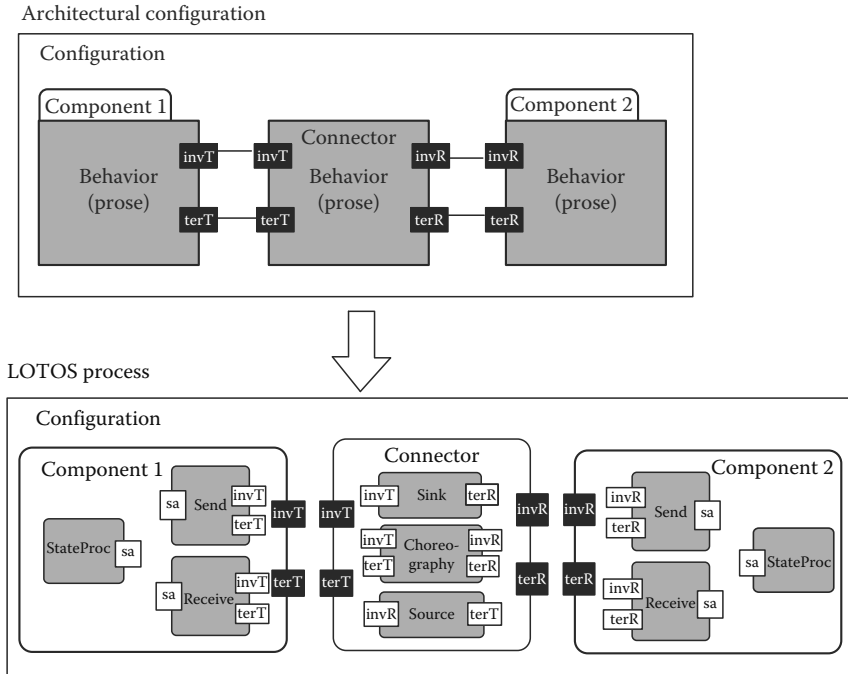 Architectural configuration
Configuration
Component 1
Component 2
Connector
invT
invT
invR
invR
Behavior
(prose)
Behavior
(prose)
Behavior
(prose)
terT
terT
terR
terR
LOTOS process
Configuration
Component 1
Connector
Component 2
sa
Send
invT
terT
invT
StateProc
sa
sa
Receive
invT
terT
terT
invT
invT
Sink
terR
invR
invT
terT
Choreo-
graphy
invR
terR
terT
invR
Source
terT
terR
invR
invR
terR
Send
sa
sa
StateProc
terR
invR
terR
Receive
sa